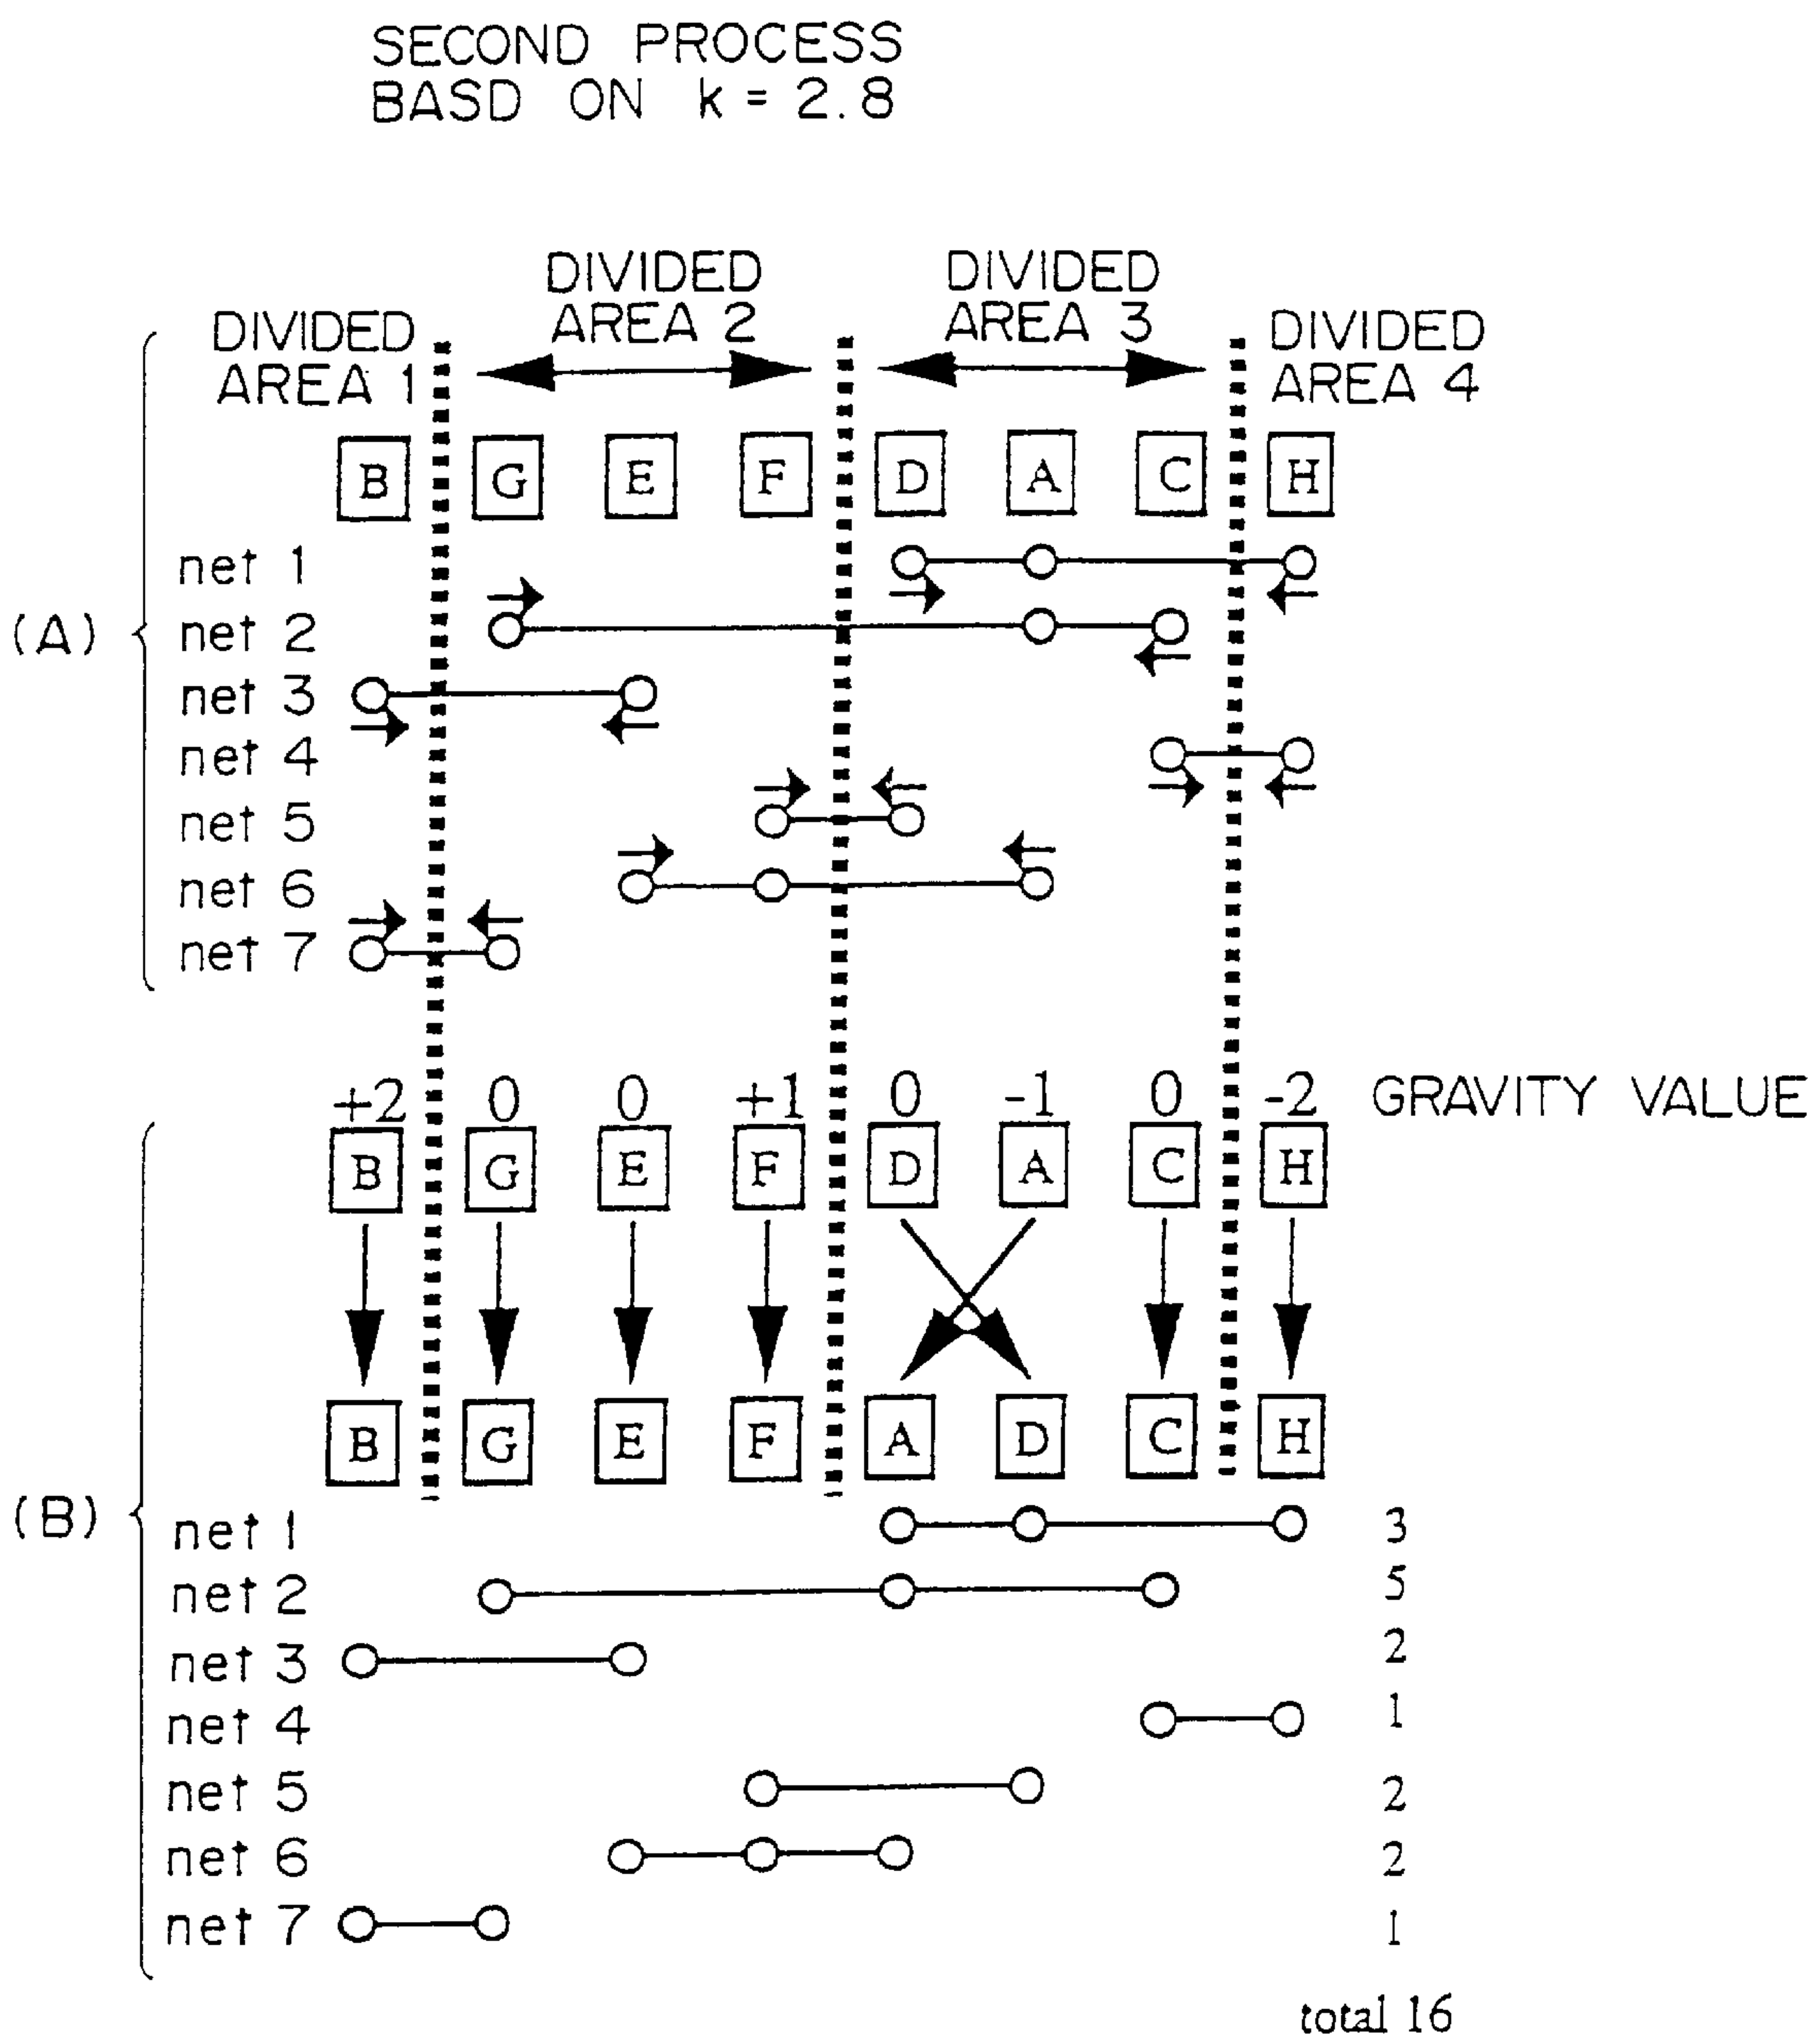 SECOND PROCESS
BASD ON k = 2.8
DIVIDED AREA 1
DIVIDED AREA 2
DIVIDED AREA 3
DIVIDED AREA 4
B G E F D A C H
(A)
net 1
net 2
net 3
net 4
net 5
net 6
net 7
+2 0 0 +1 0 -1 0 -2 GRAVITY VALUE
B G E F D A C H
B G E F A D C H
(B)
net 1 3
net 2 5
net 3 2
net 4 1
net 5 2
net 6 2
net 7 1
total 16